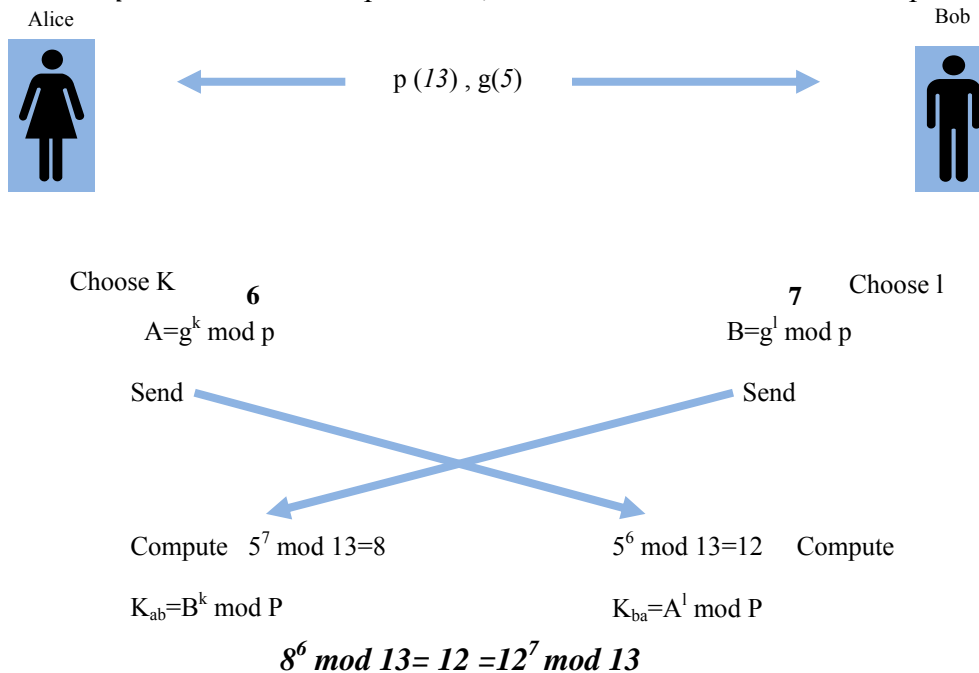 Alice
Bob
p (13) , g(5)
Choose K
6
7
Choose l
A=g^k mod p
B=g^l mod p
Send
Send
Compute 5^7 mod 13=8
5^6 mod 13=12 Compute
K_ab=B^k mod P
K_ba=A^l mod P
8^6 mod 13= 12 =12^7 mod 13